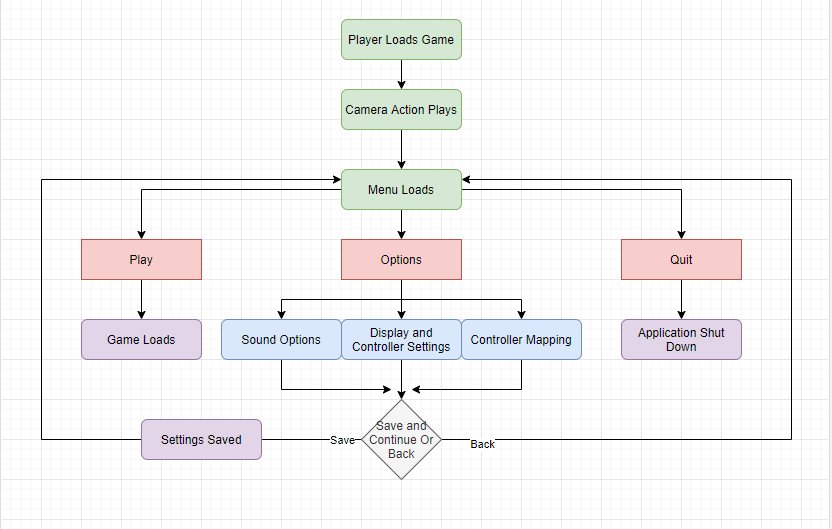 Player Loads Game
Camera Action Plays
Menu Loads
Play
Options
Quit
Game Loads
Sound Options
Display and
Controller Settings
Controller Mapping
Application Shut
Down
Settings Saved
Save
Save and
Continue Or
Back
Back